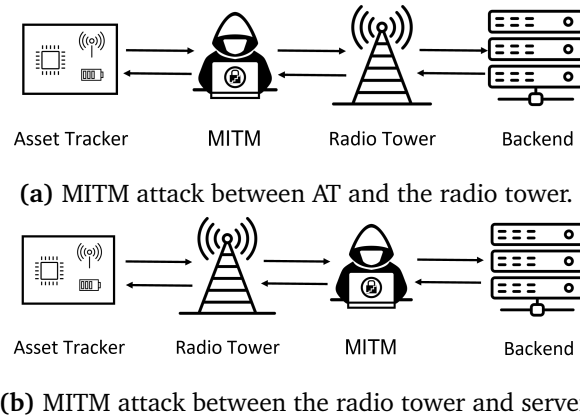 Asset Tracker MITM Radio Tower Backend
(a) MITM attack between AT and the radio tower.
Asset Tracker Radio Tower MITM Backend
(b) MITM attack between the radio tower and serve